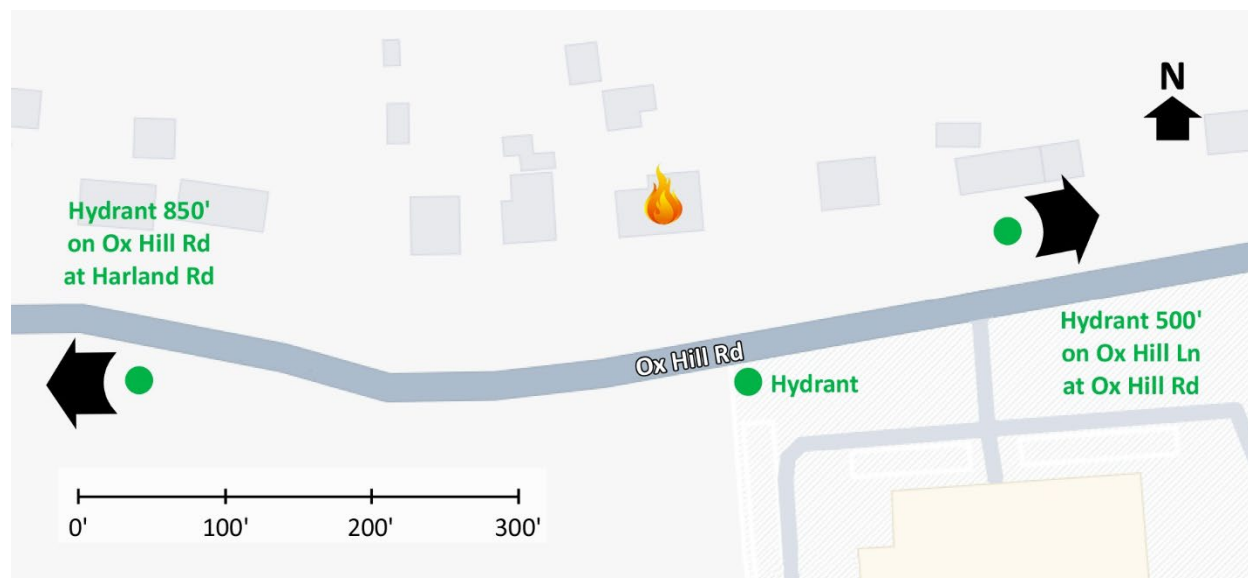 N
Hydrant 850'
on Ox Hill Rd
at Harland Rd
Ox Hill Rd
Hydrant
Hydrant 500'
on Ox Hill Ln
at Ox Hill Rd
0' 100' 200' 300'